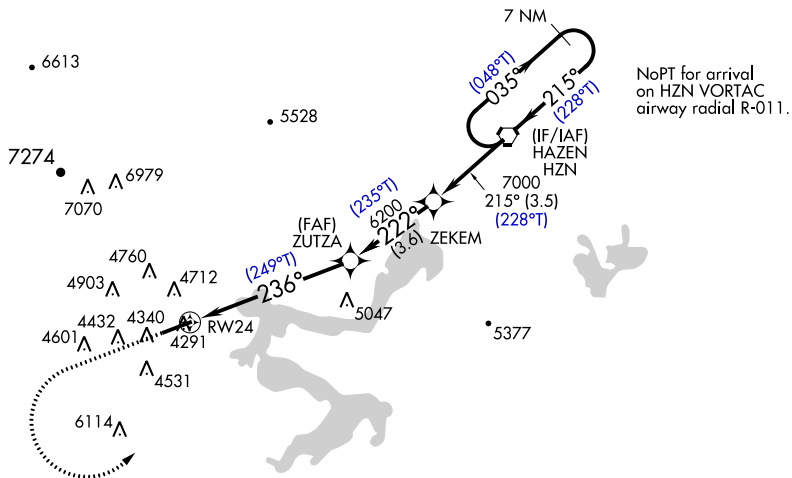 7 NM
6613
(048°T)
035°
215°
(228°T)
NoPT for arrival
on HZN VORTAC
airway radial R-011.
5528
(IF/IAF)
HAZEN
HZN
7274
6979
7070
7000
215° (3.5)
(228°T)
(235°T)
6200
222°
(3.6)
ZEKEM
(FAF)
ZUTZA
4760
(249°T)
236°
4903
4712
5047
4432
4340
RW24
4601
4291
5377
4531
6114